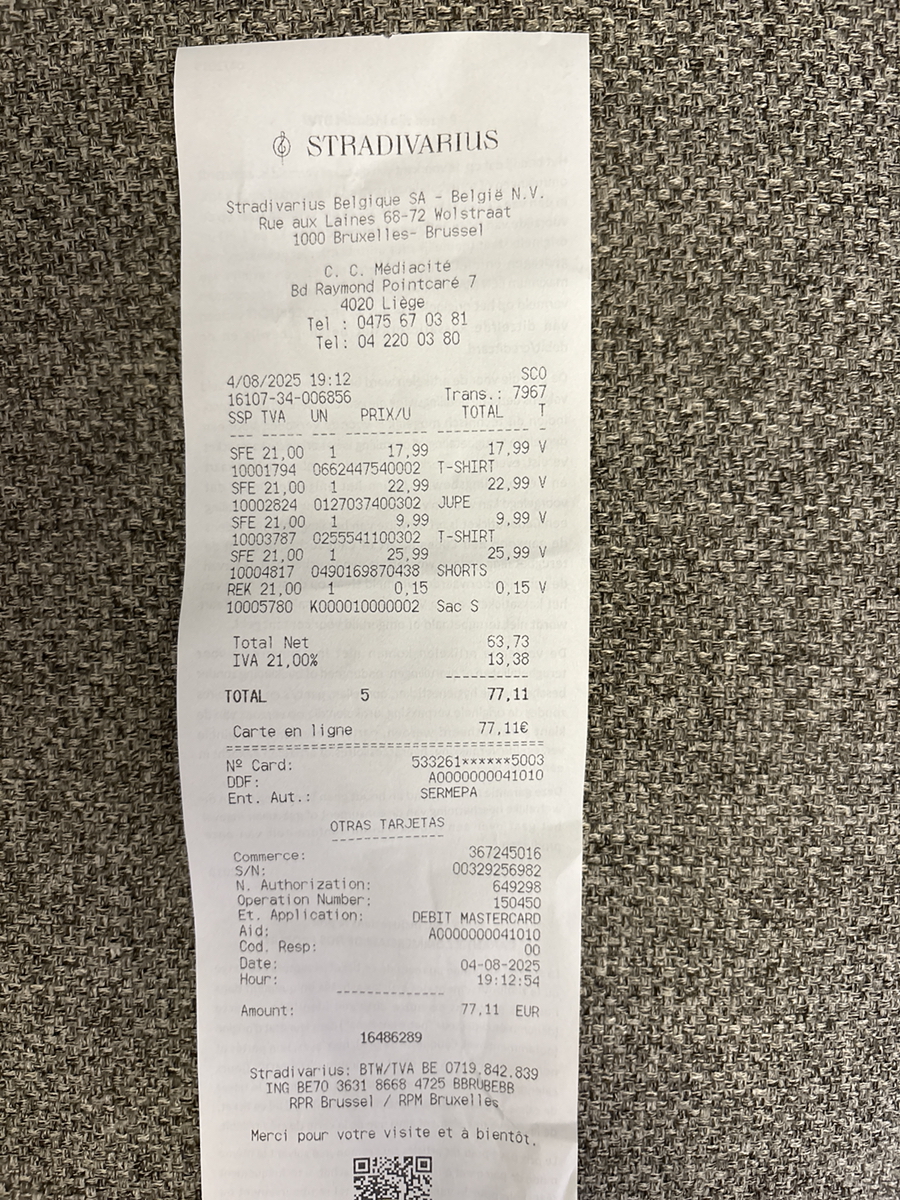 STRADIVARIUS
Stradivarius Belgique SA - België N.V.
Rue aux Laines 68-72 Wolstraat
1000 Bruxelles- Brussel
C. C. Médiacité
Bd Raymond Pointcaré 7
4020 Liège
Tel : 0475 67 03 81
Tel: 04 220 03 80
4/08/2025 19:12 SCO
16107-34-006856 Trans.: 7967
SSP TVA UN PRIX/U TOTAL T
--- ----- --- -------- ---------- -
SFE 21,00 1 17,99 17,99 V
10001794 0662447540002 T-SHIRT
SFE 21,00 1 22,99 22,99 V
10002824 0127037400302 JUPE
SFE 21,00 1 9,99 9,99 V
10003787 0255541100302 T-SHIRT
SFE 21,00 1 25,99 25,99 V
10004817 0490169870438 SHORTS
REK 21,00 1 0,15 0,15 V
10005780 K000010000002 Sac S
Total Net 63,73
IVA 21,00% 13,38
----------
TOTAL 5 77,11
Carte en ligne 77,11€
========================================
Nº Card: 533261******5003
DDF: A0000000041010
Ent. Aut.: SERMEPA
OTRAS TARJETAS
--------------
Commerce: 367245016
S/N: 00329256982
N. Authorization: 649298
Operation Number: 150450
Et. Application: DEBIT MASTERCARD
Aid: A0000000041010
Cod. Resp: 00
Date: 04-08-2025
Hour: 19:12:54
--------------
Amount: 77,11 EUR
16486289
Stradivarius: BTW/TVA BE 0719.842.839
ING BE70 3631 8668 4725 BBRUBEBB
RPR Brussel / RPM Bruxelles
Merci pour votre visite et à bientôt.